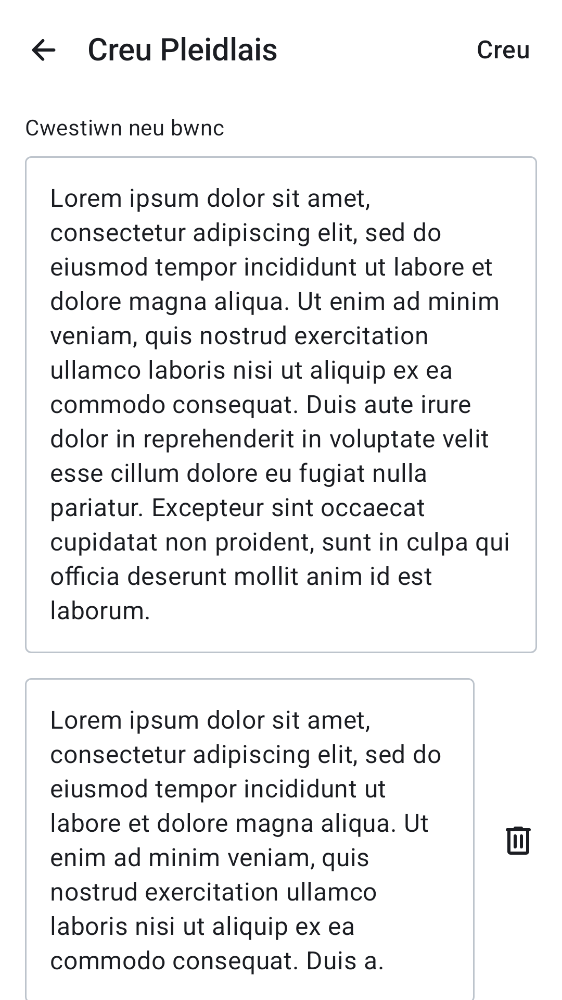 Creu Pleidlais
Creu
Cwestiwn neu bwnc
Lorem ipsum dolor sit amet,
consectetur adipiscing elit, sed do
eiusmod tempor incididunt ut labore et
dolore magna aliqua. Ut enim ad minim
veniam, quis nostrud exercitation
ullamco laboris nisi ut aliquip ex ea
commodo consequat. Duis aute irure
dolor in reprehenderit in voluptate velit
esse cillum dolore eu fugiat nulla
pariatur. Excepteur sint occaecat
cupidatat non proident, sunt in culpa qui
officia deserunt mollit anim id est
laborum.
Lorem ipsum dolor sit amet,
consectetur adipiscing elit, sed do
eiusmod tempor incididunt ut
labore et dolore magna aliqua. Ut
enim ad minim veniam, quis
nostrud exercitation ullamco
laboris nisi ut aliquip ex ea
commodo consequat. Duis a.